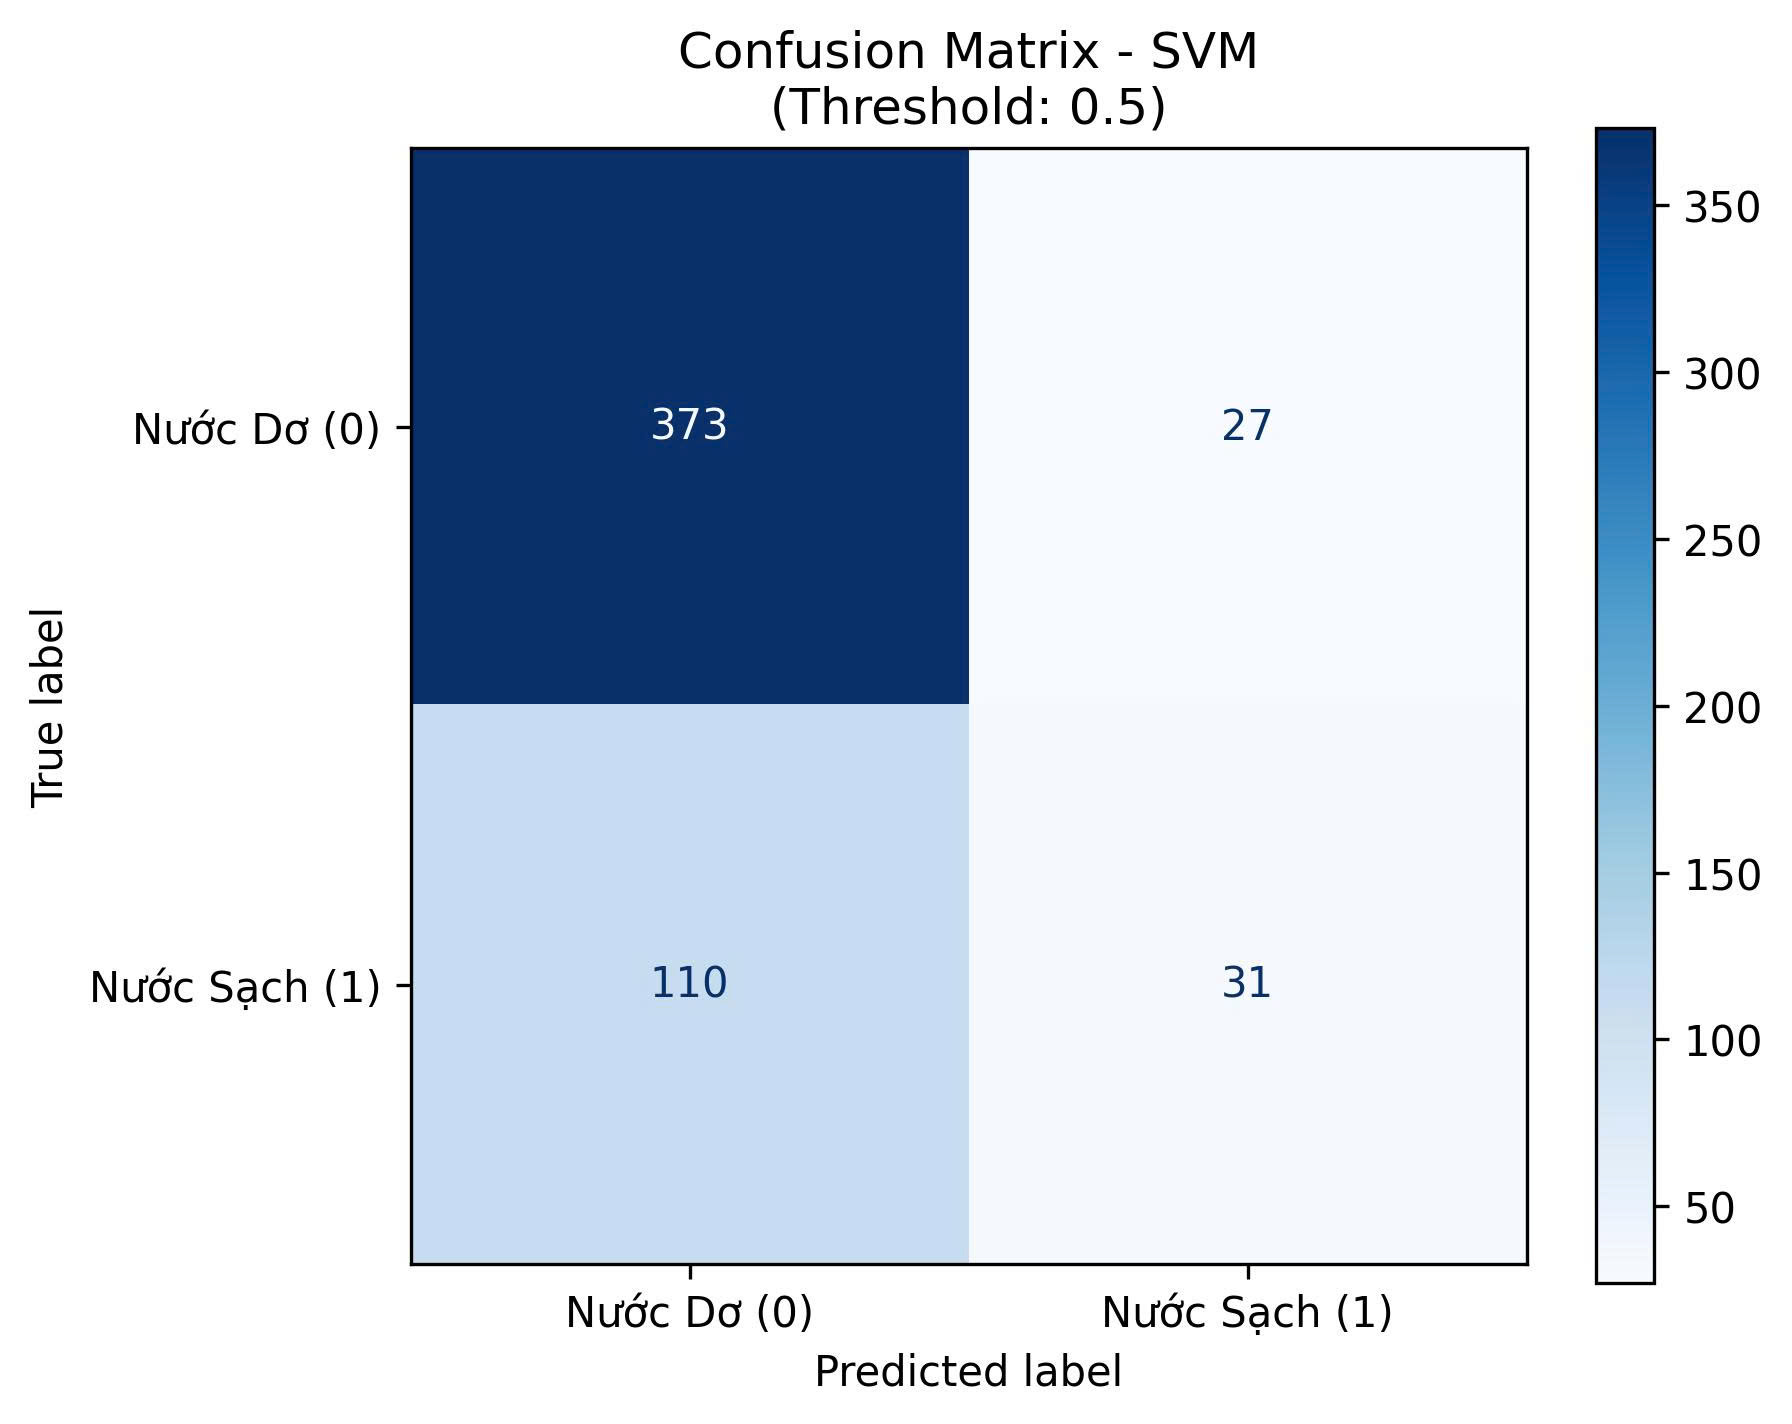 Confusion Matrix - SVM
(Threshold: 0.5)
True label
Nước Dơ (0)
373
27
Nước Sạch (1)
110
31
Nước Dơ (0)
Nước Sạch (1)
Predicted label
350
300
250
200
150
100
50